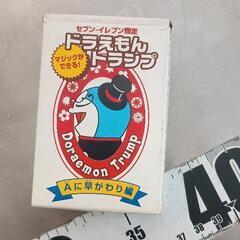 セブン-イレブン限定
ドラえもん
トランプ
マジックが
できる!
Doraemon Trump
Aに早がわり編
40
39